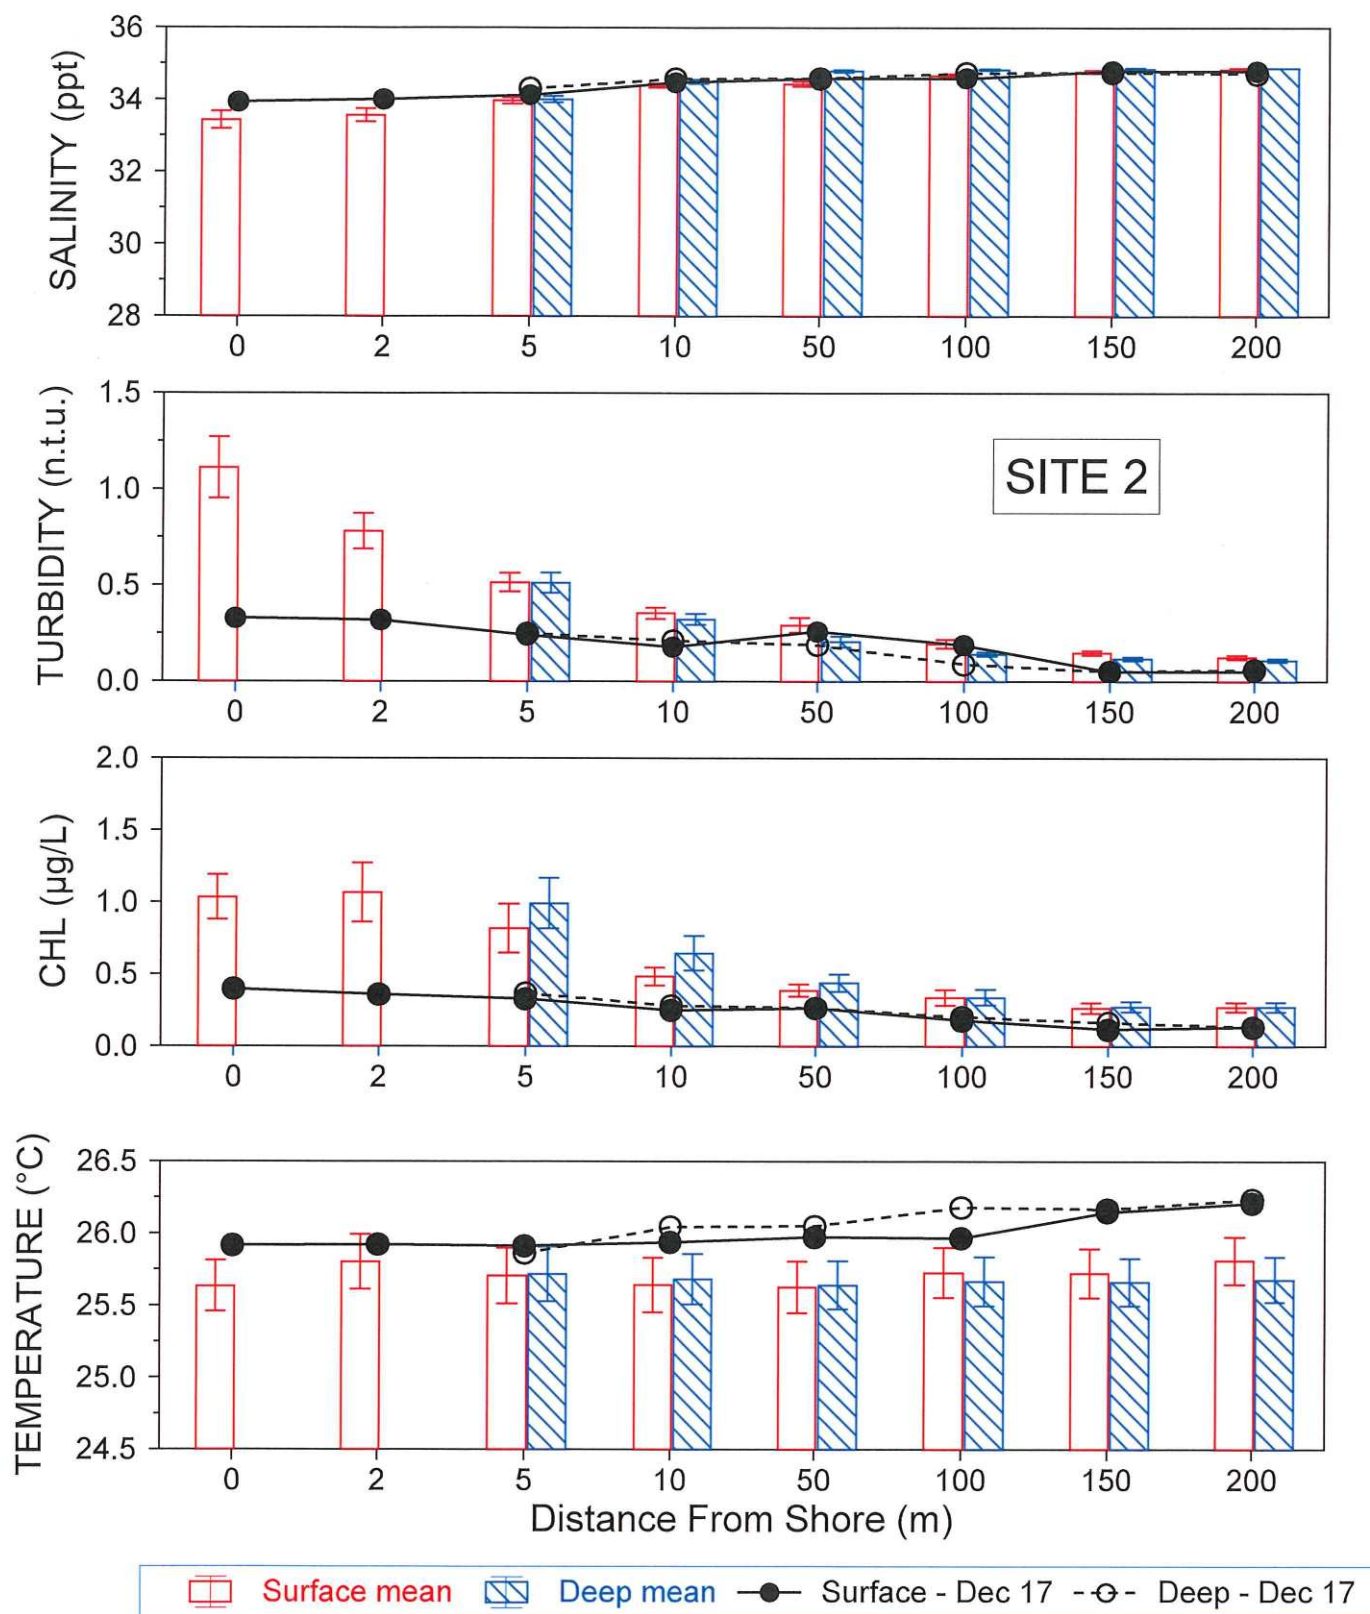 36
34
32
30
28
SALINITY (ppt)
0 2 5 10 50 100 150 200
1.5
1.0
0.5
0.0
TURBIDITY (n.t.u.)
SITE 2
0 2 5 10 50 100 150 200
2.0
1.5
1.0
0.5
0.0
CHL (µg/L)
0 2 5 10 50 100 150 200
26.5
26.0
25.5
25.0
24.5
TEMPERATURE (°C)
0 2 5 10 50 100 150 200
Distance From Shore (m)
Surface mean Deep mean Surface - Dec 17 Deep - Dec 17